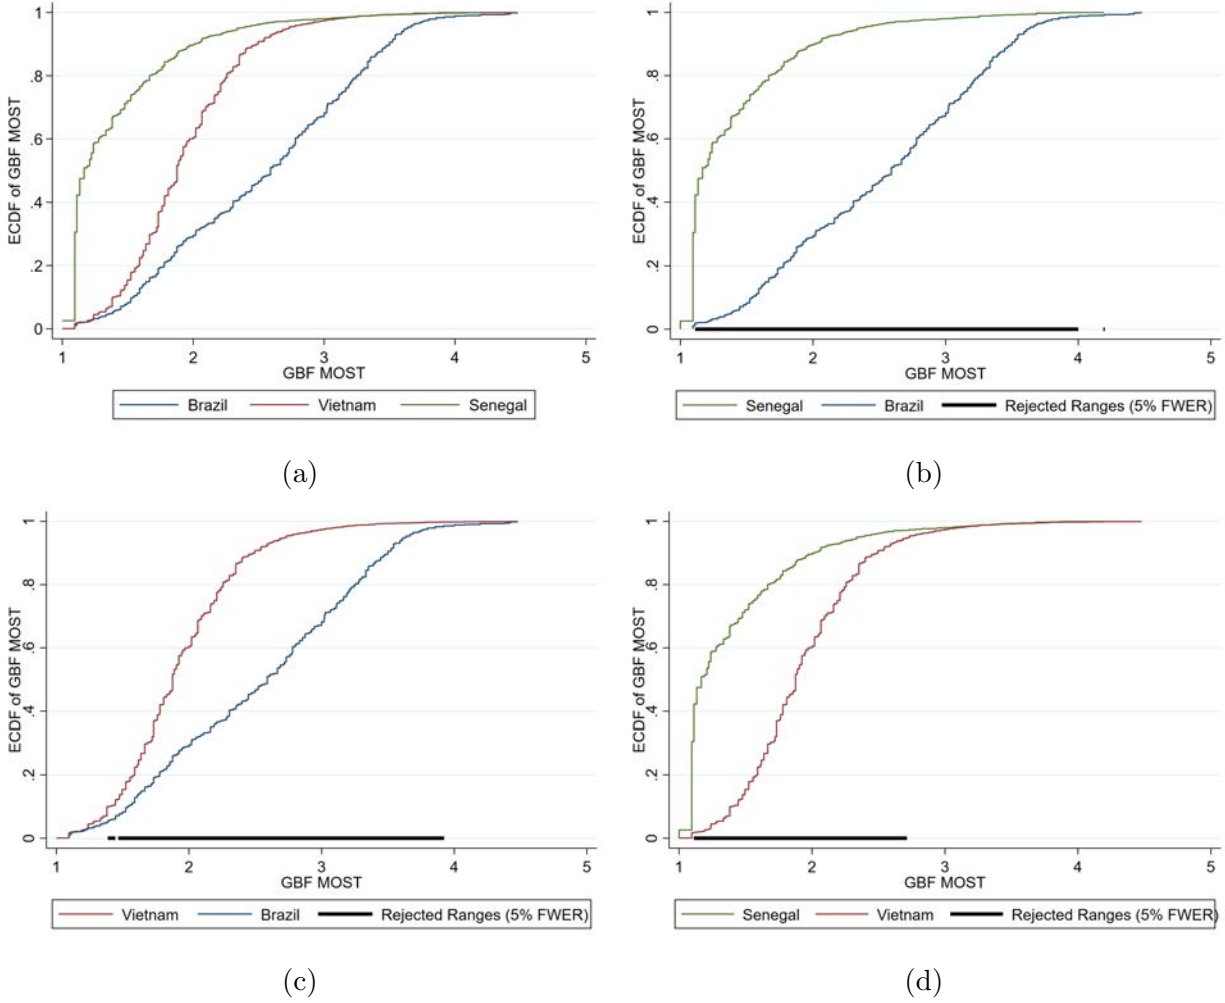 1
.8
.6
.4
.2
0
ECDF of GBF MOST
1 2 3 4 5
GBF MOST
Brazil Vietnam Senegal
(a)
1
.8
.6
.4
.2
0
ECDF of GBF MOST
1 2 3 4 5
GBF MOST
Senegal Brazil Rejected Ranges (5% FWER)
(b)
1
.8
.6
.4
.2
0
ECDF of GBF MOST
1 2 3 4 5
GBF MOST
Vietnam Brazil Rejected Ranges (5% FWER)
(c)
1
.8
.6
.4
.2
0
ECDF of GBF MOST
1 2 3 4 5
GBF MOST
Senegal Vietnam Rejected Ranges (5% FWER)
(d)